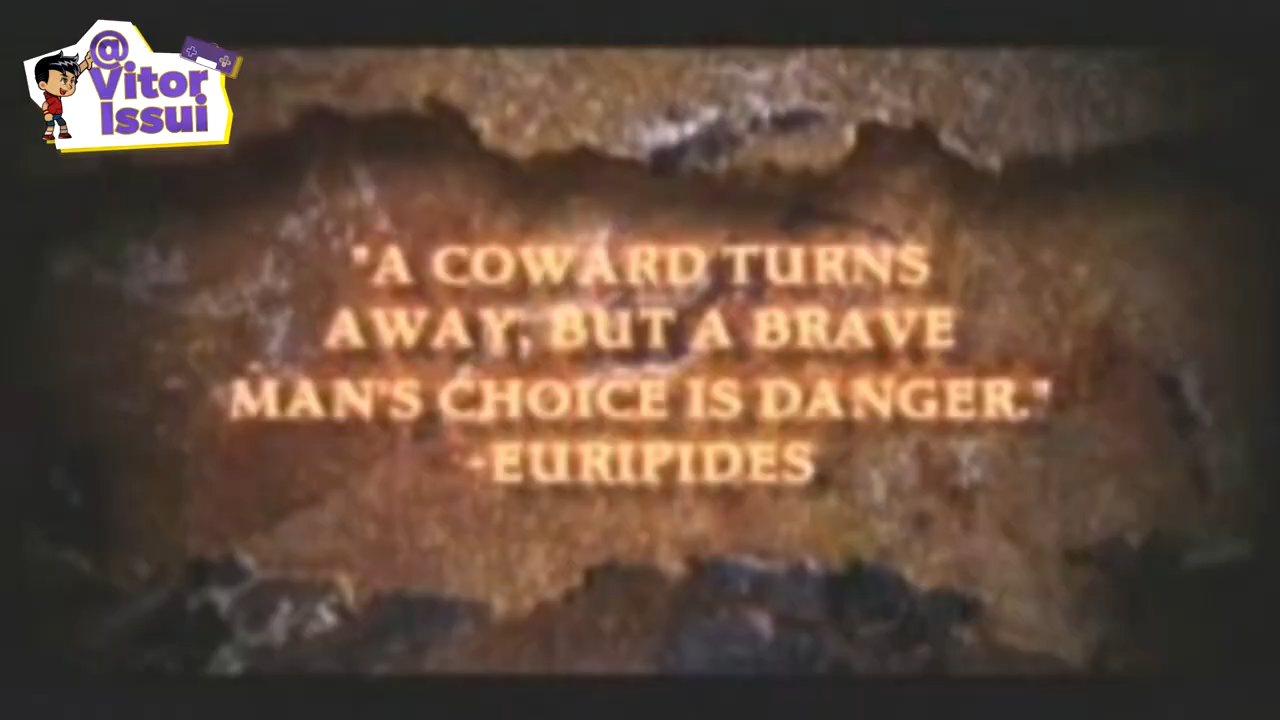 @
Vitor
Issui
"A COWARD TURNS
AWAY, BUT A BRAVE
MAN'S CHOICE IS DANGER."
-EURIPIDES